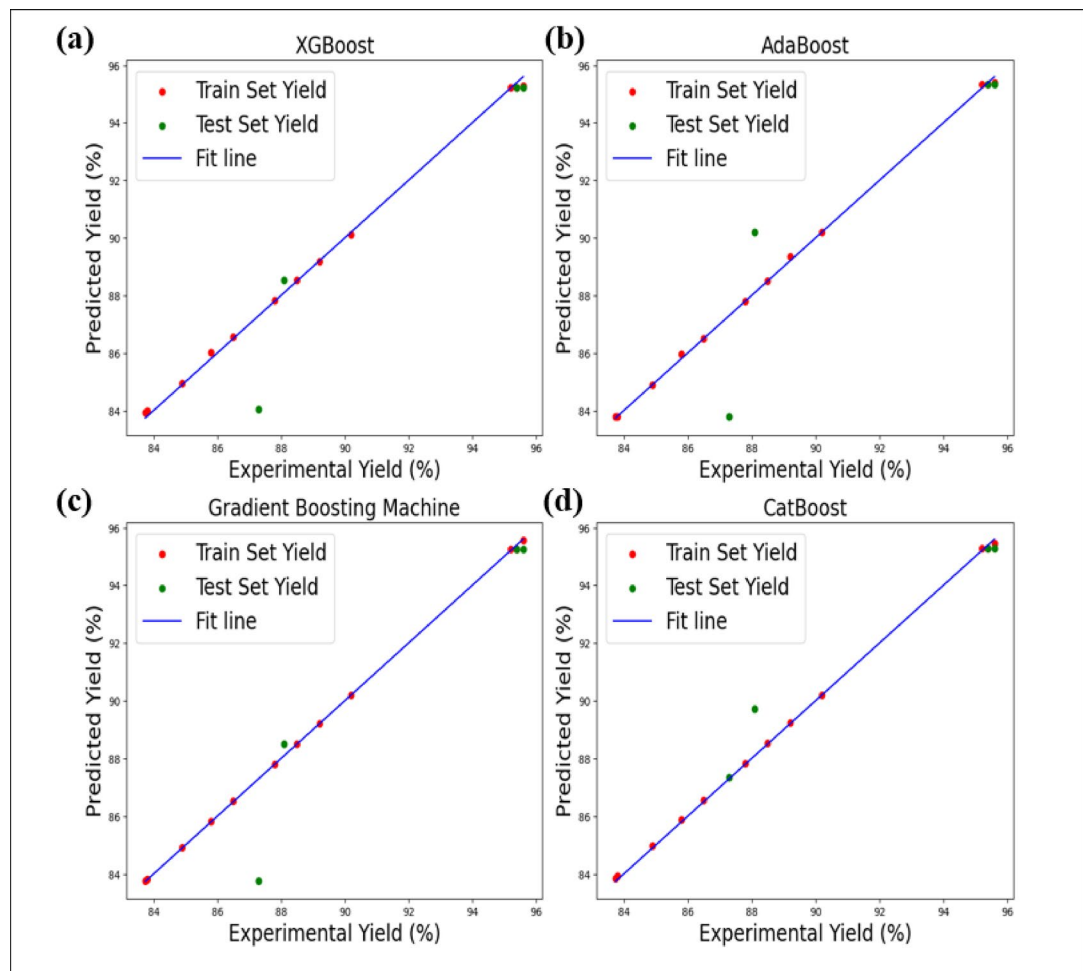 (a)
XGBoost
96
94
92
90
88
86
84
84 86 88 90 92 94 96
Predicted Yield (%)
Experimental Yield (%)
Train Set Yield
Test Set Yield
Fit line
(b)
AdaBoost
96
94
92
90
88
86
84
84 86 88 90 92 94 96
Predicted Yield (%)
Experimental Yield (%)
Train Set Yield
Test Set Yield
Fit line
(c)
Gradient Boosting Machine
96
94
92
90
88
86
84
84 86 88 90 92 94 96
Predicted Yield (%)
Experimental Yield (%)
Train Set Yield
Test Set Yield
Fit line
(d)
CatBoost
96
94
92
90
88
86
84
84 86 88 90 92 94 96
Predicted Yield (%)
Experimental Yield (%)
Train Set Yield
Test Set Yield
Fit line